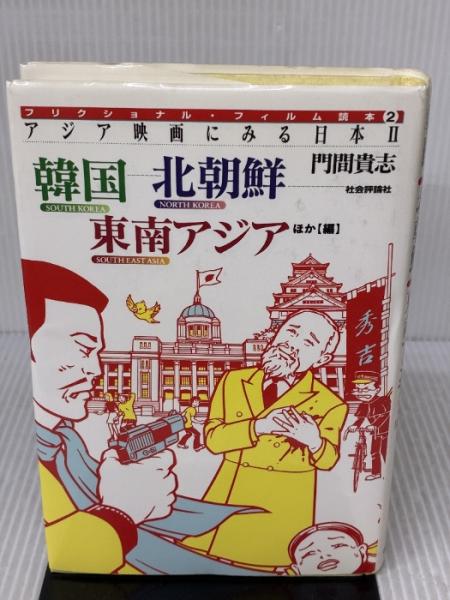 フリクショナル・フィルム読本2
アジア映画にみる日本II
門間貴志
社会評論社
韓国
SOUTH KOREA
北朝鮮
NORTH KOREA
東南アジア ほか【編】
SOUTH EAST ASIA
秀吉